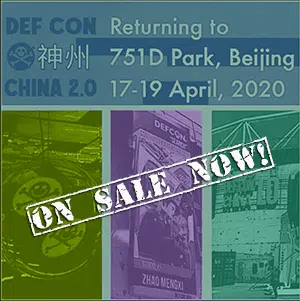 DEF CON
神州
CHINA 2.0
Returning to
751D Park, Beijing
17-19 April, 2020
ON SALE NOW!
DEFCON
ZHAO MENGXI